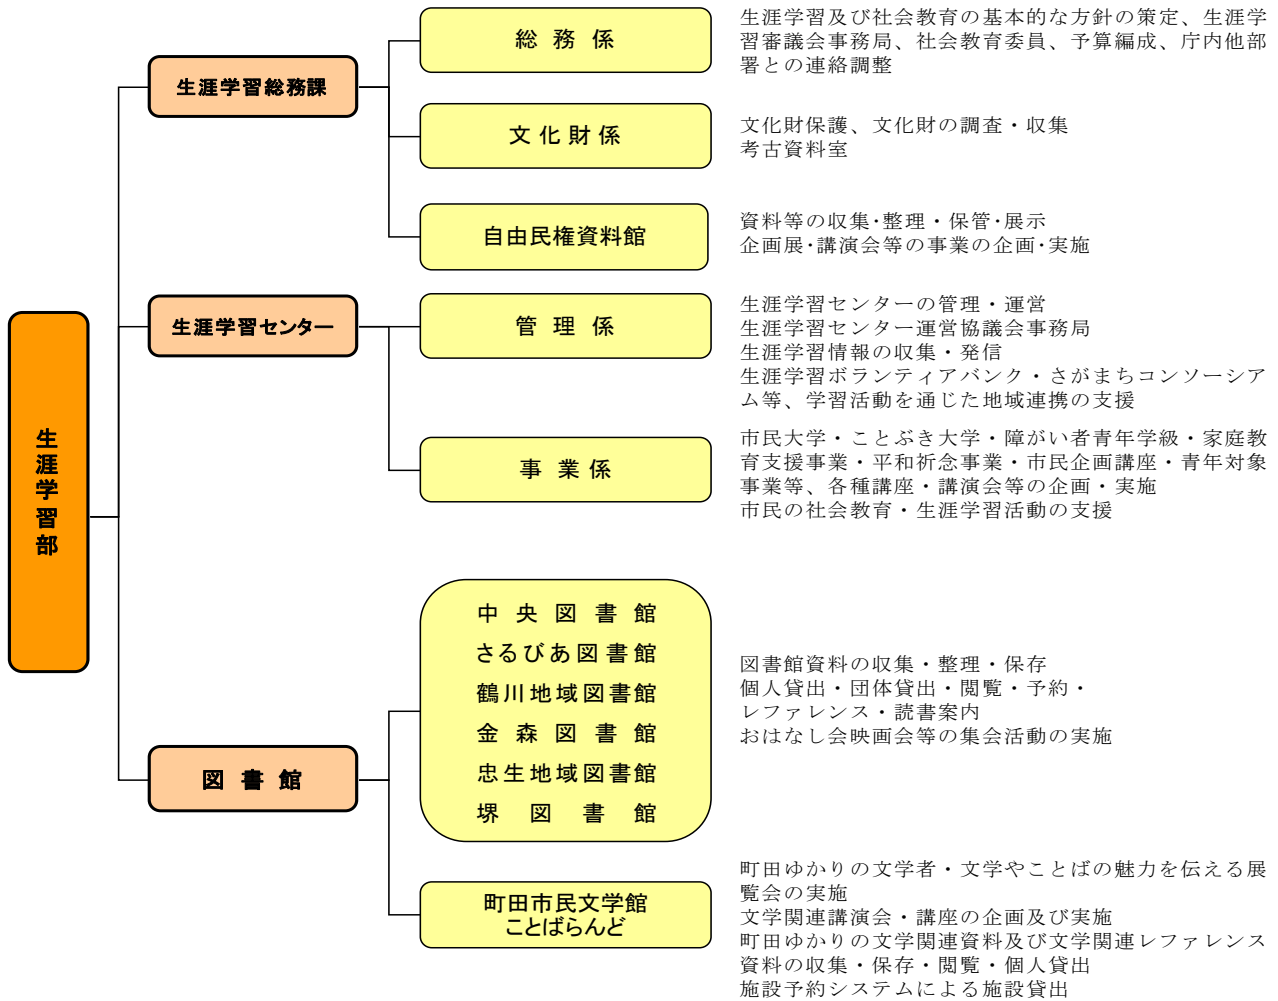 生涯学習部
生涯学習総務課
総務係
生涯学習及び社会教育の基本的な方針の策定、生涯学
習審議会事務局、社会教育委員、予算編成、庁内他部
署との連絡調整
文化財係
文化財保護、文化財の調査・収集
考古資料室
自由民権資料館
資料等の収集・整理・保管・展示
企画展・講演会等の事業の企画・実施
生涯学習センター
管理係
生涯学習センターの管理・運営
生涯学習センター運営協議会事務局
生涯学習情報の収集・発信
生涯学習ボランティアバンク・さがまちコンソーシア
ム等、学習活動を通じた地域連携の支援
事業係
市民大学・ことぶき大学・障がい者青年学級・家庭教
育支援事業・平和祈念事業・市民企画講座・青年対象
事業等、各種講座・講演会等の企画・実施
市民の社会教育・生涯学習活動の支援
図書館
中央図書館
さるびあ図書館
鶴川地域図書館
金森図書館
忠生地域図書館
堺図書館
図書館資料の収集・整理・保存
個人貸出・団体貸出・閲覧・予約・
レファレンス・読書案内
おはなし会映画会等の集会活動の実施
町田市民文学館
ことばらんど
町田ゆかりの文学者・文学やことばの魅力を伝える展
覧会の実施
文学関連講演会・講座の企画及び実施
町田ゆかりの文学関連資料及び文学関連レファレンス
資料の収集・保存・閲覧・個人貸出
施設予約システムによる施設貸出